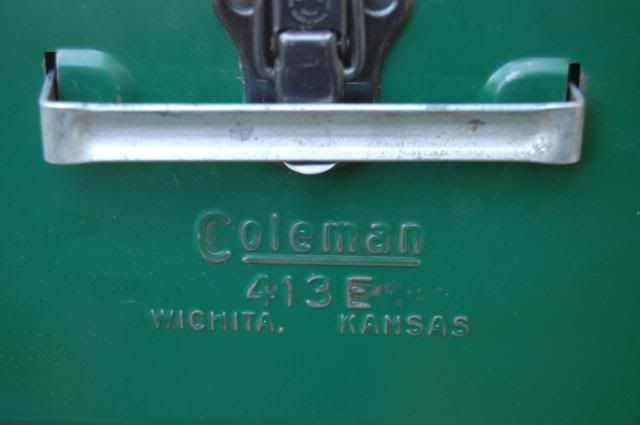 Coleman
413E
WICHITA, KANSAS